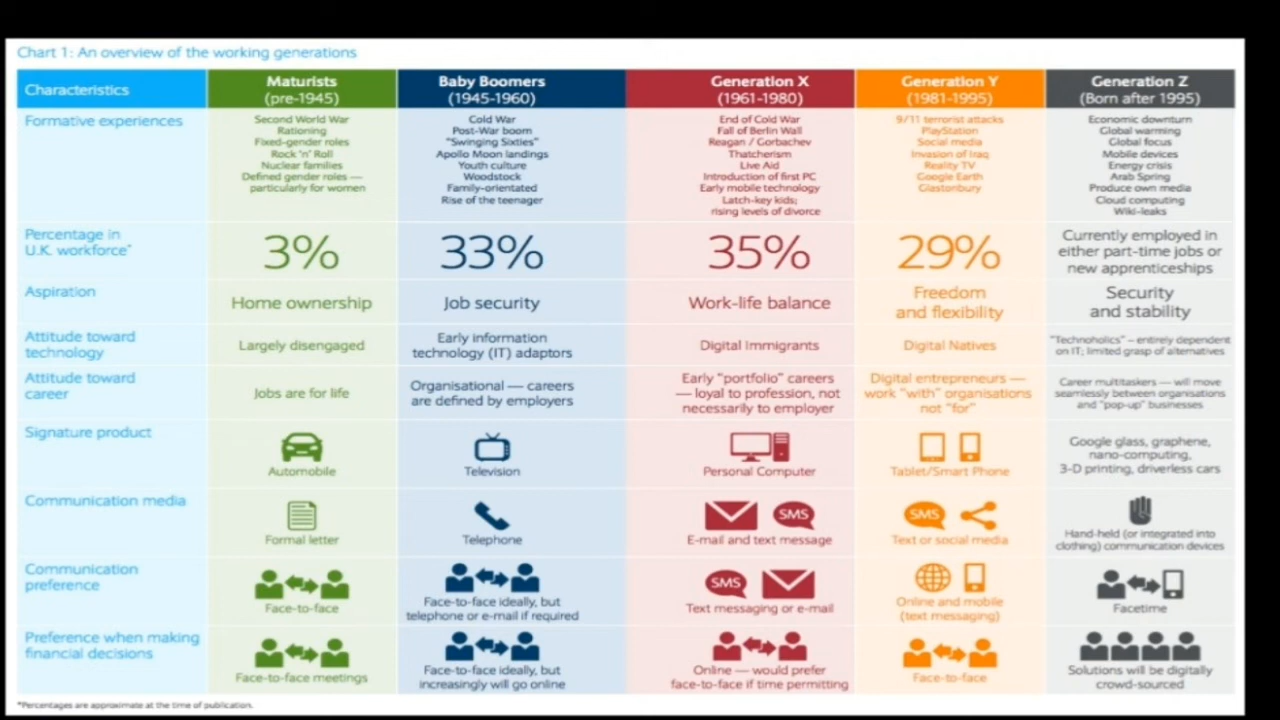 Chart 1: An overview of the working generations
Characteristics
Maturists
(pre-1945)
Baby Boomers
(1945-1960)
Generation X
(1961-1980)
Generation Y
(1981-1995)
Generation Z
(Born after 1995)
Formative experiences
Second World War
Rationing
Fixed-gender roles
Rock 'n' Roll
Nuclear families
Defined gender roles —
particularly for women
Cold War
Post-War boom
"Swinging Sixties"
Apollo Moon landings
Youth culture
Woodstock
Family-orientated
Rise of the teenager
End of Cold War
Fall of Berlin Wall
Reagan / Gorbachev
Thatcherism
Live Aid
Introduction of first PC
Early mobile technology
Latch-key kids;
rising levels of divorce
9/11 terrorist attacks
PlayStation
Social media
Invasion of Iraq
Reality TV
Google Earth
Glastonbury
Economic downturn
Global warming
Global focus
Mobile devices
Energy crisis
Arab Spring
Produce own media
Cloud computing
Wiki-leaks
Percentage in
U.K. workforce*
3%
33%
35%
29%
Currently employed in
either part-time jobs or
new apprenticeships
Aspiration
Home ownership
Job security
Work-life balance
Freedom
and flexibility
Security
and stability
Attitude toward
technology
Largely disengaged
Early information
technology (IT) adaptors
Digital Immigrants
Digital Natives
"Technoholics" – entirely dependent
on IT; limited grasp of alternatives
Attitude toward
career
Jobs are for life
Organisational — careers
are defined by employers
Early "portfolio" careers
— loyal to profession, not
necessarily to employer
Digital entrepreneurs —
work "with" organisations
not "for"
Career multitaskers — will move
seamlessly between organisations
and "pop-up" businesses
Signature product
Automobile
Television
Personal Computer
Tablet/Smart Phone
Google glass, graphene,
nano-computing,
3-D printing, driverless cars
Communication media
Formal letter
Telephone
SMS
E-mail and text message
SMS
Text or social media
Hand-held (or integrated into
clothing) communication devices
Communication
preference
Face-to-face
Face-to-face ideally, but
telephone or e-mail if required
SMS
Text messaging or e-mail
Online and mobile
(text messaging)
Facetime
Preference when making
financial decisions
Face-to-face meetings
Face-to-face ideally, but
increasingly will go online
Online — would prefer
face-to-face if time permitting
Face-to-face
Solutions will be digitally
crowd-sourced
*Percentages are approximate at the time of publication.